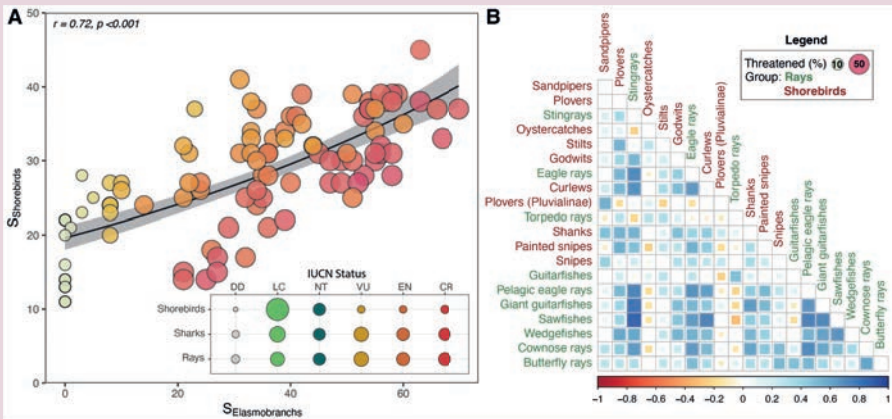 A
r = 0.72, p <0.001
50
40
30
20
10
0
S Shorebirds
0
20
40
60
S Elasmobranchs
IUCN Status
DD LC NT VU EN CR
Shorebirds
Sharks
Rays
B
Legend
Threatened (%) 10 50
Group: Rays
Shorebirds
Sandpipers
Plovers
Stingrays
Oystercatches
Stilts
Godwits
Eagle rays
Curlews
Plovers (Pluvialinae)
Torpedo rays
Shanks
Painted snipes
Snipes
Guitarfishes
Pelagic eagle rays
Giant guitarfishes
Sawfishes
Wedgefishes
Cownose rays
Butterfly rays
Sandpipers
Plovers
Stingrays
Oystercatches
Stilts
Godwits
Eagle rays
Curlews
Plovers (Pluvialinae)
Torpedo rays
Shanks
Painted snipes
Snipes
Guitarfishes
Pelagic eagle rays
Giant guitarfishes
Sawfishes
Wedgefishes
Cownose rays
Butterfly rays
−1 −0.8 −0.6 −0.4 −0.2 0 0.2 0.4 0.6 0.8 1